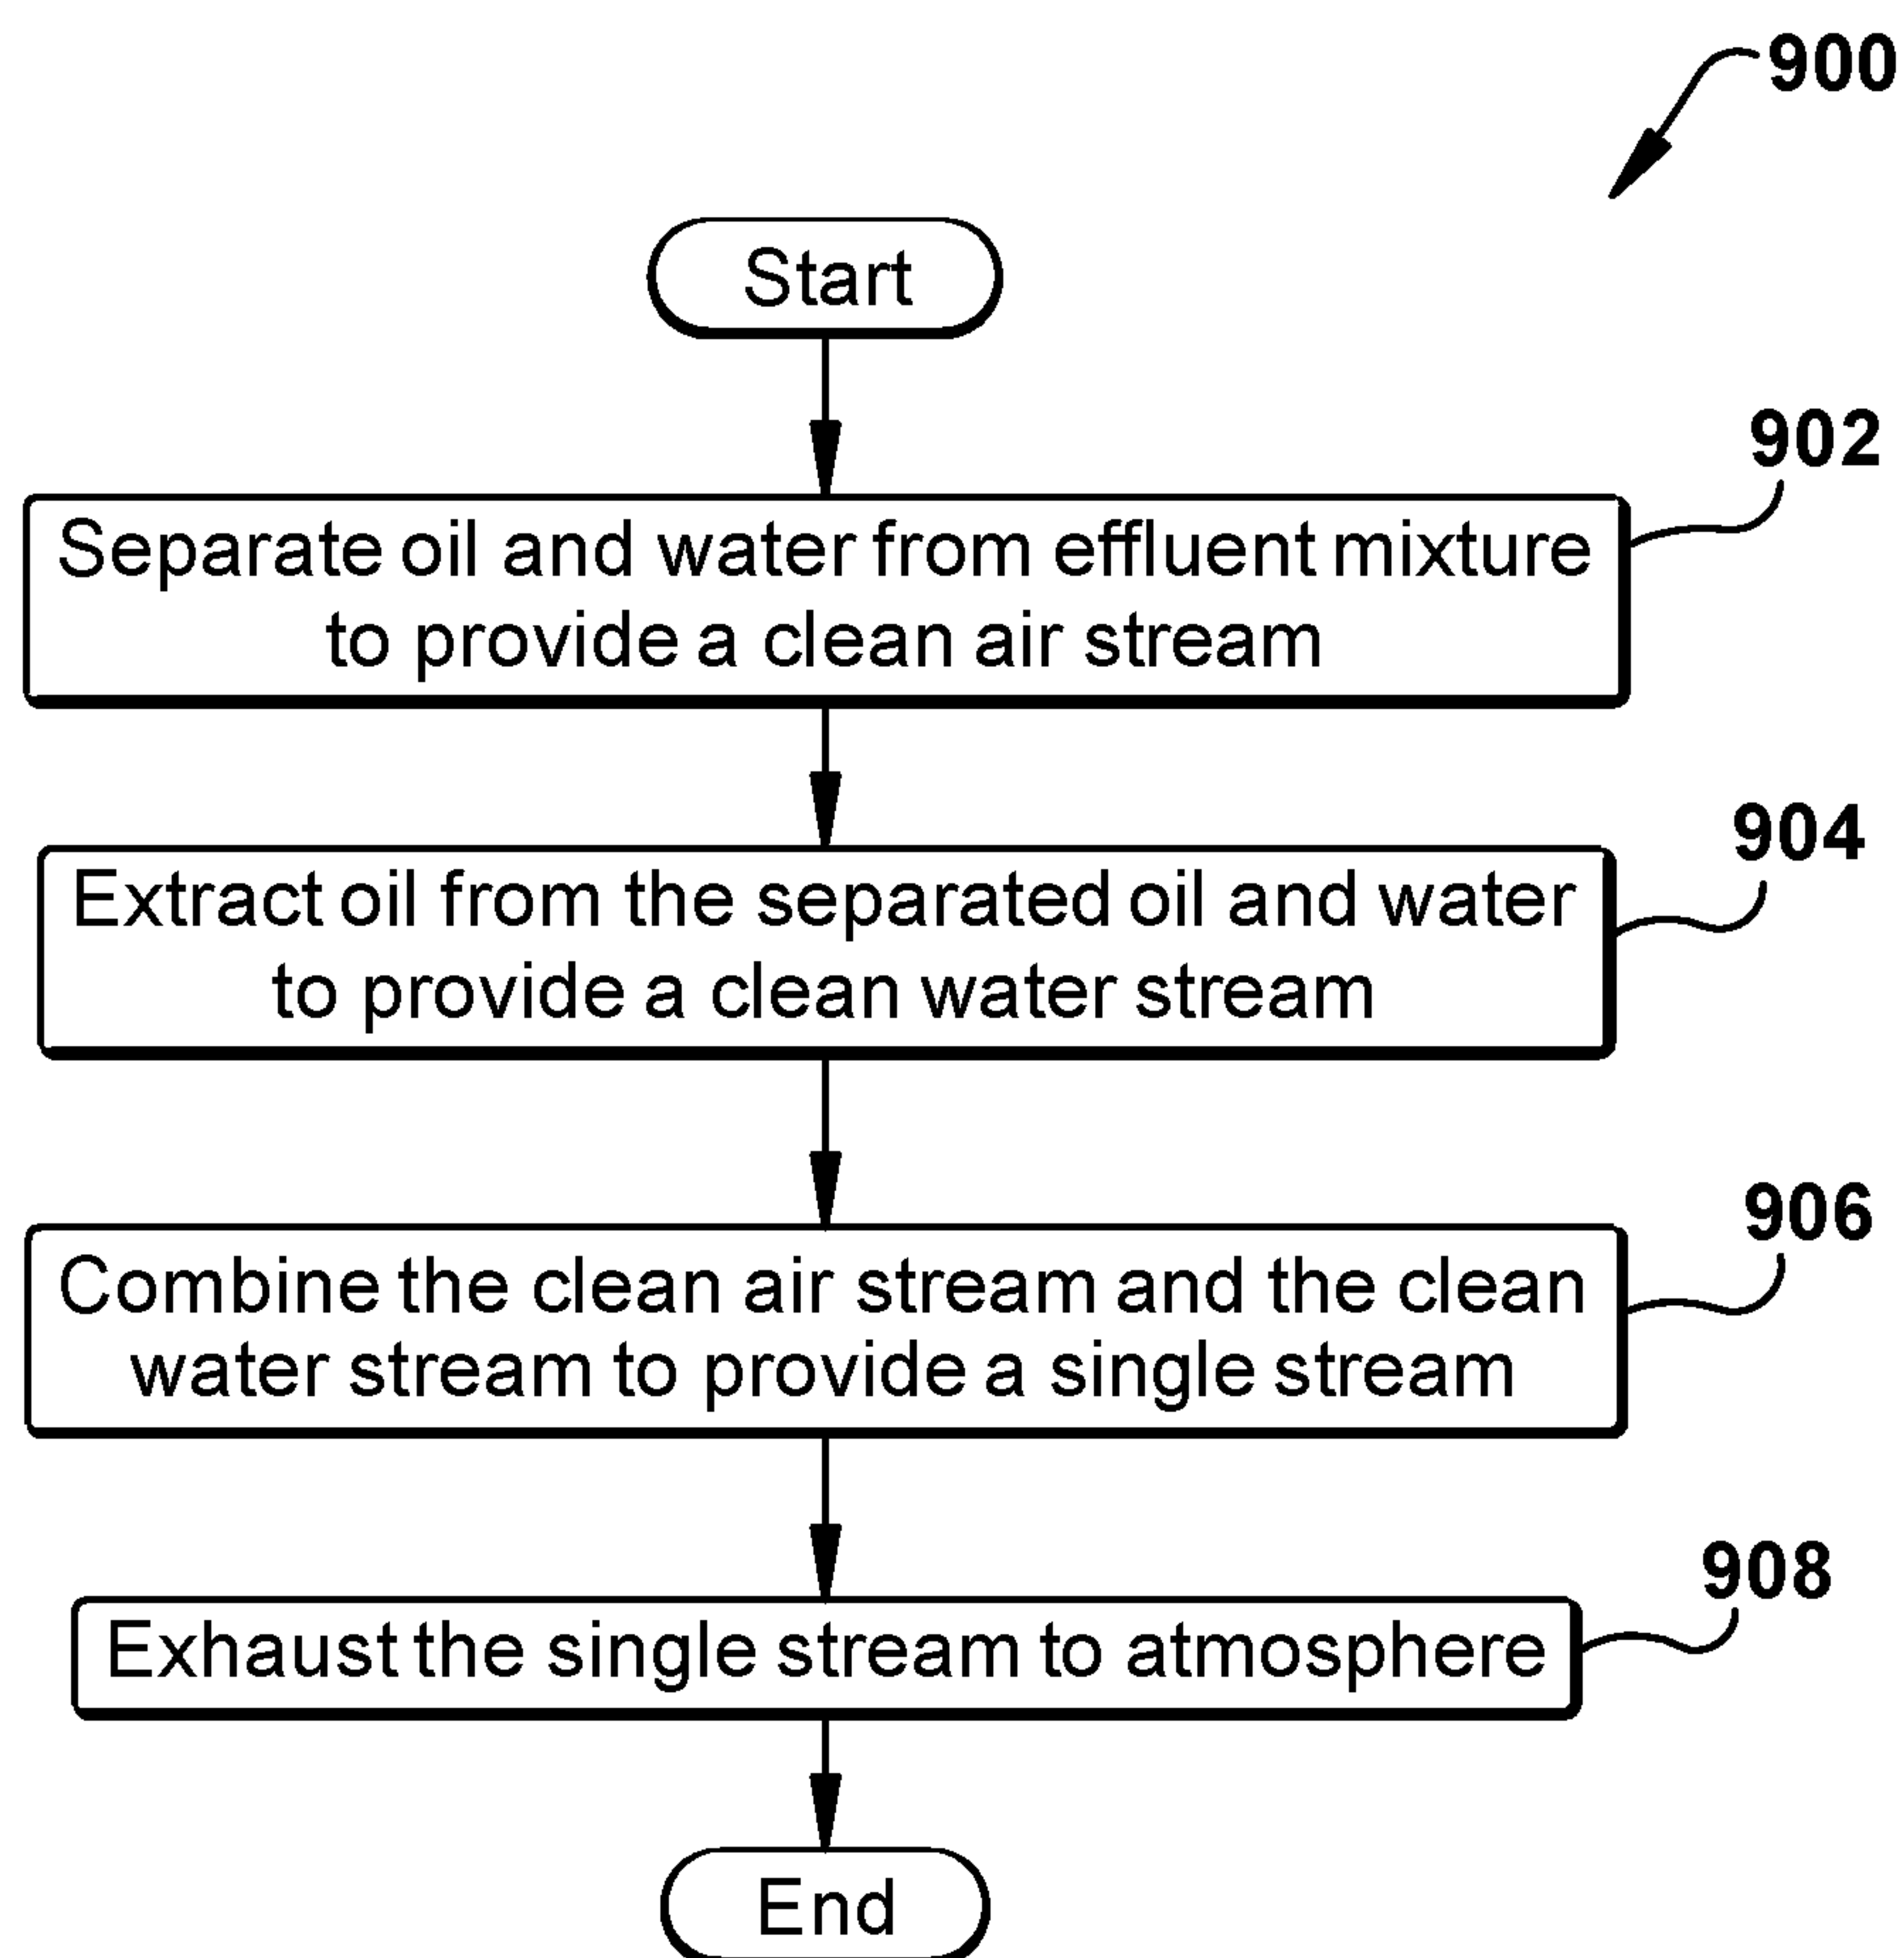 900
Start
902
Separate oil and water from effluent mixture
to provide a clean air stream
904
Extract oil from the separated oil and water
to provide a clean water stream
906
Combine the clean air stream and the clean
water stream to provide a single stream
908
Exhaust the single stream to atmosphere
End